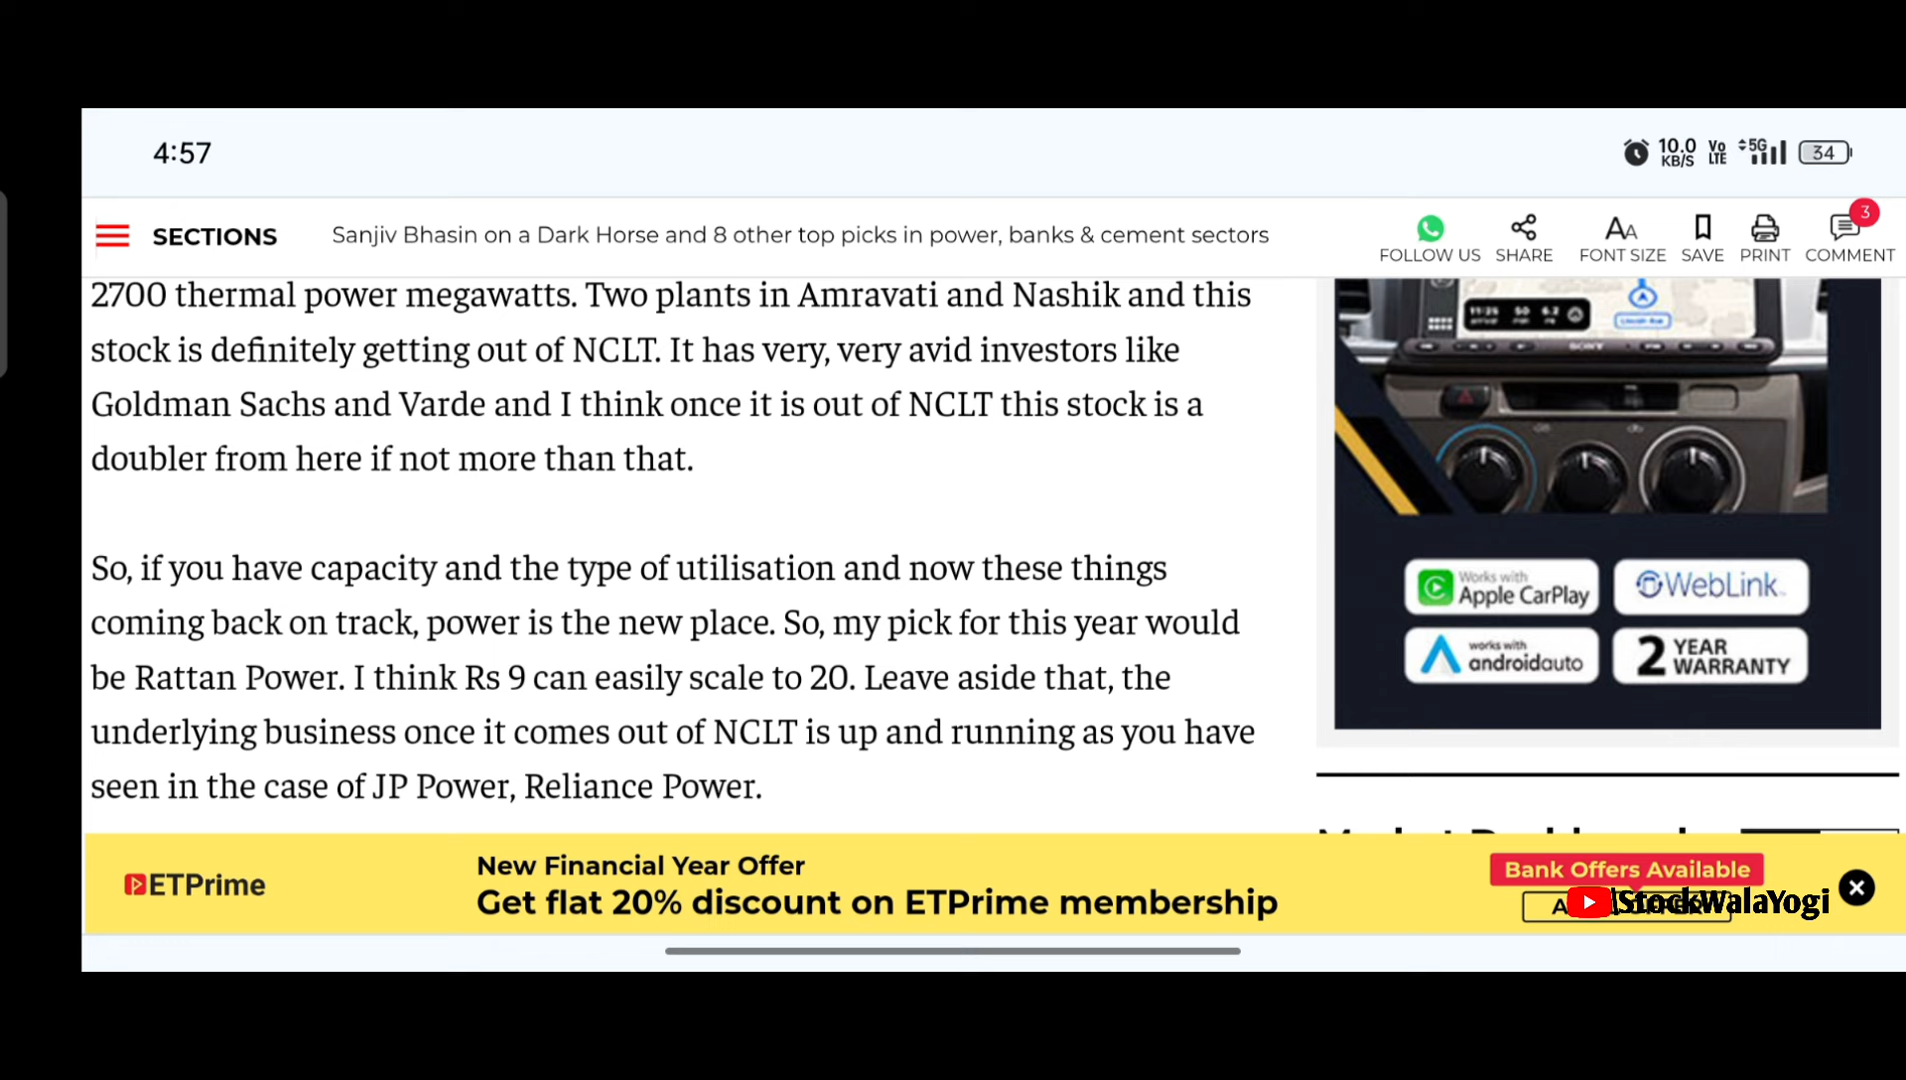 4:57
10.0 KB/S Vo LTE 5G 34
SECTIONS
Sanjiv Bhasin on a Dark Horse and 8 other top picks in power, banks & cement sectors
FOLLOW US SHARE FONT SIZE SAVE PRINT COMMENT 3
2700 thermal power megawatts. Two plants in Amravati and Nashik and this
stock is definitely getting out of NCLT. It has very, very avid investors like
Goldman Sachs and Varde and I think once it is out of NCLT this stock is a
doubler from here if not more than that.
So, if you have capacity and the type of utilisation and now these things
coming back on track, power is the new place. So, my pick for this year would
be Rattan Power. I think Rs 9 can easily scale to 20. Leave aside that, the
underlying business once it comes out of NCLT is up and running as you have
seen in the case of JP Power, Reliance Power.
11:25 50 6.2
SONY
Works with
Apple CarPlay
WebLink
works with
androidauto
2 YEAR
WARRANTY
ETPrime
New Financial Year Offer
Get flat 20% discount on ETPrime membership
Bank Offers Available
StockWalaYogi